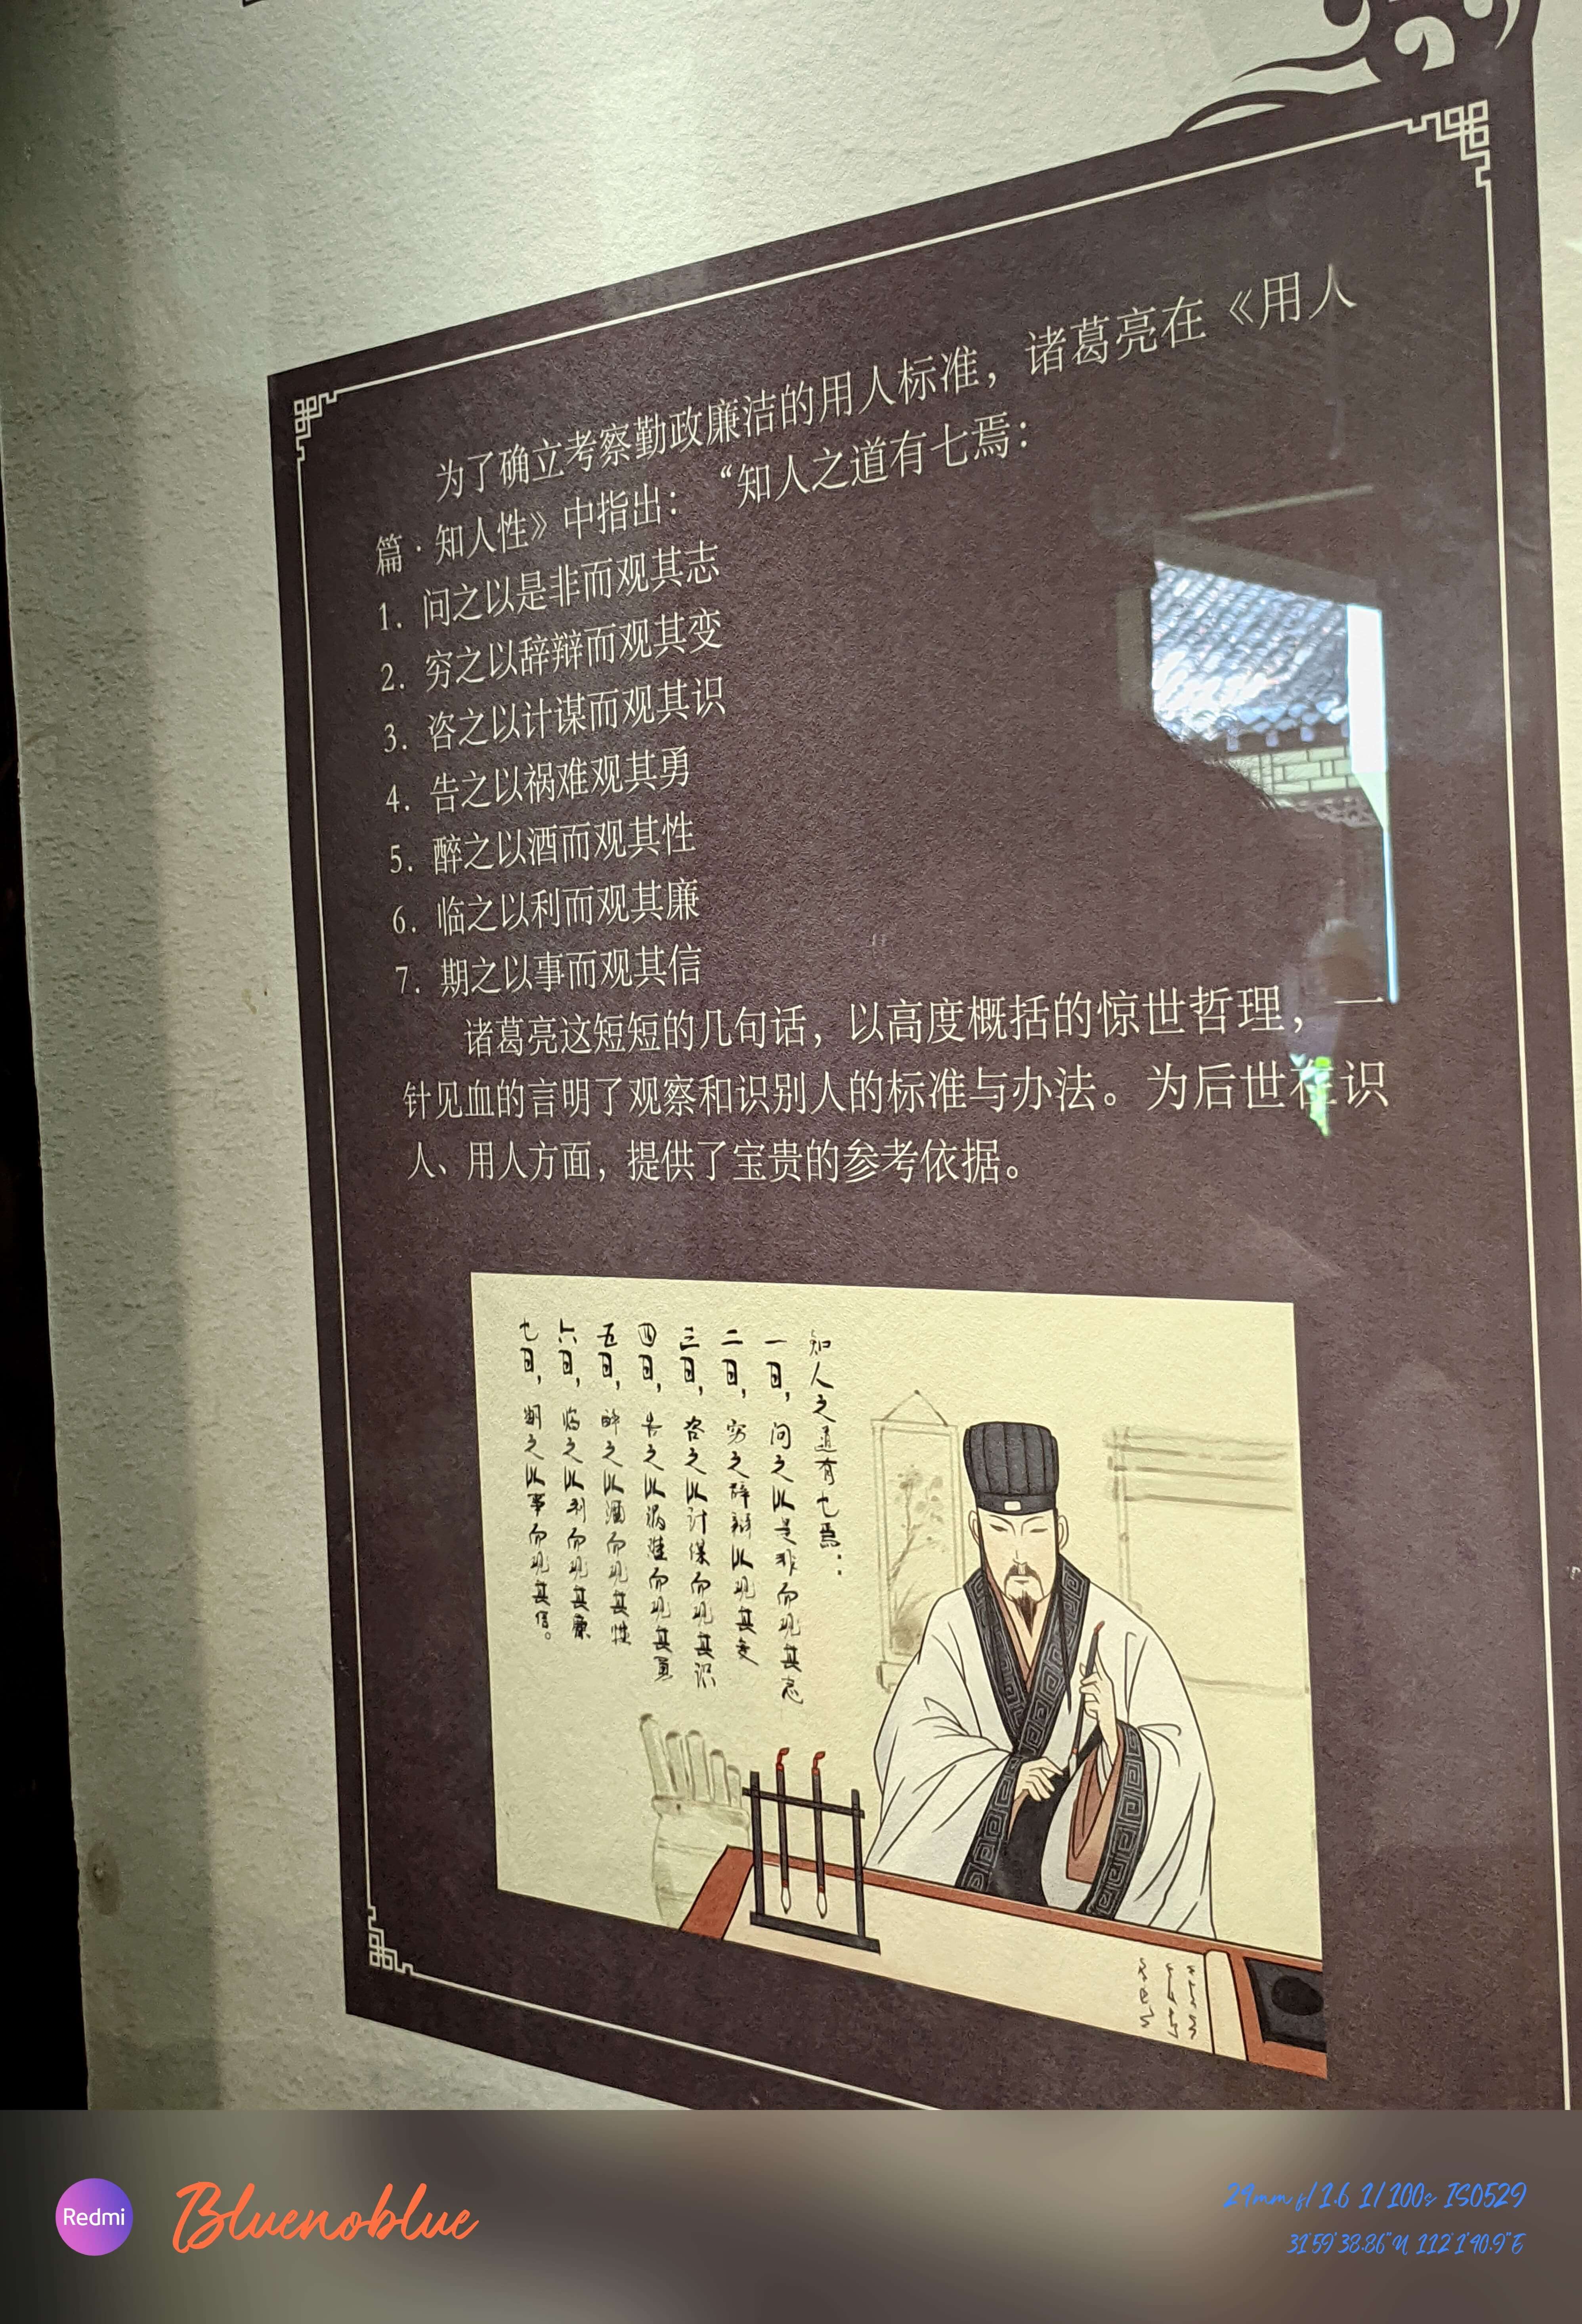 为了确立考察勤政廉洁的用人标准，诸葛亮在《用人
篇·知人性》中指出：“知人之道有七焉：
1. 问之以是非而观其志
2. 穷之以辞辩而观其变
3. 咨之以计谋而观其识
4. 告之以祸难观其勇
5. 醉之以酒而观其性
6. 临之以利而观其廉
7. 期之以事而观其信
诸葛亮这短短的几句话，以高度概括的惊世哲理，一
针见血的言明了观察和识别人的标准与办法。为后世在识
人、用人方面，提供了宝贵的参考依据。
知人之道有七焉：
一曰，问之以是非而观其志
二曰，穷之辞辩以观其变
三曰，咨之以计谋而观其识
四曰，告之以祸难而观其勇
五曰，醉之以酒而观其性
六曰，临之以利而观其廉
七曰，期之以事而观其信。
Redmi
Bluenoblue
29mm f/1.6 1/100s ISO529
31°59'38.86"N 112°1'40.9"E